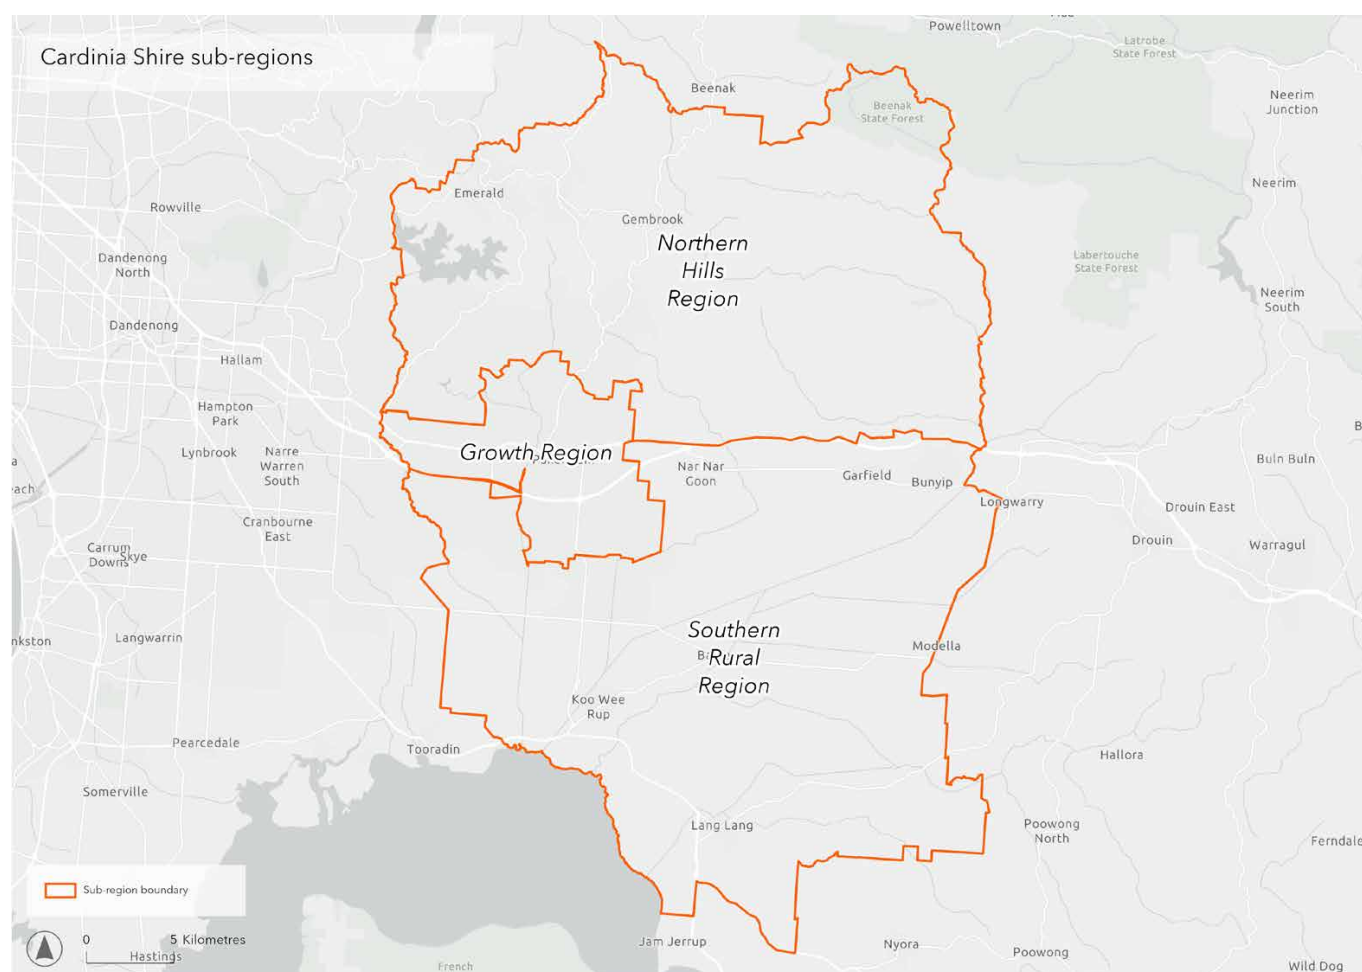 Cardinia Shire sub-regions
Powelltown
Latrobe
State Forest
Beenak
Neerim
Junction
Beenak
State Forest
Emerald
Neerim
Rowville
Gembrook
Northern
Hills
Region
Dandenong
North
Labertouche
State Forest
Neerim
South
Dandenong
Hallam
Hampton
Park
Growth Region
Lynbrook
Narre
Warren
South
Nar Nar
Goon
Garfield
Bunyip
Buln Buln
Longwarry
Drouin East
Cranbourne
East
Drouin
Warragul
Carrum
Downs
Skye
Langwarrin
nkston
each
Southern
Rural
Region
Modella
Koo Wee
Rup
Pearcedale
Tooradin
Hallora
Somerville
Lang Lang
Poowong
North
Ferndale
Sub-region boundary
0
5 Kilometres
Jam Jerrup
Nyora
Poowong
Hastings
French
Wild Dog